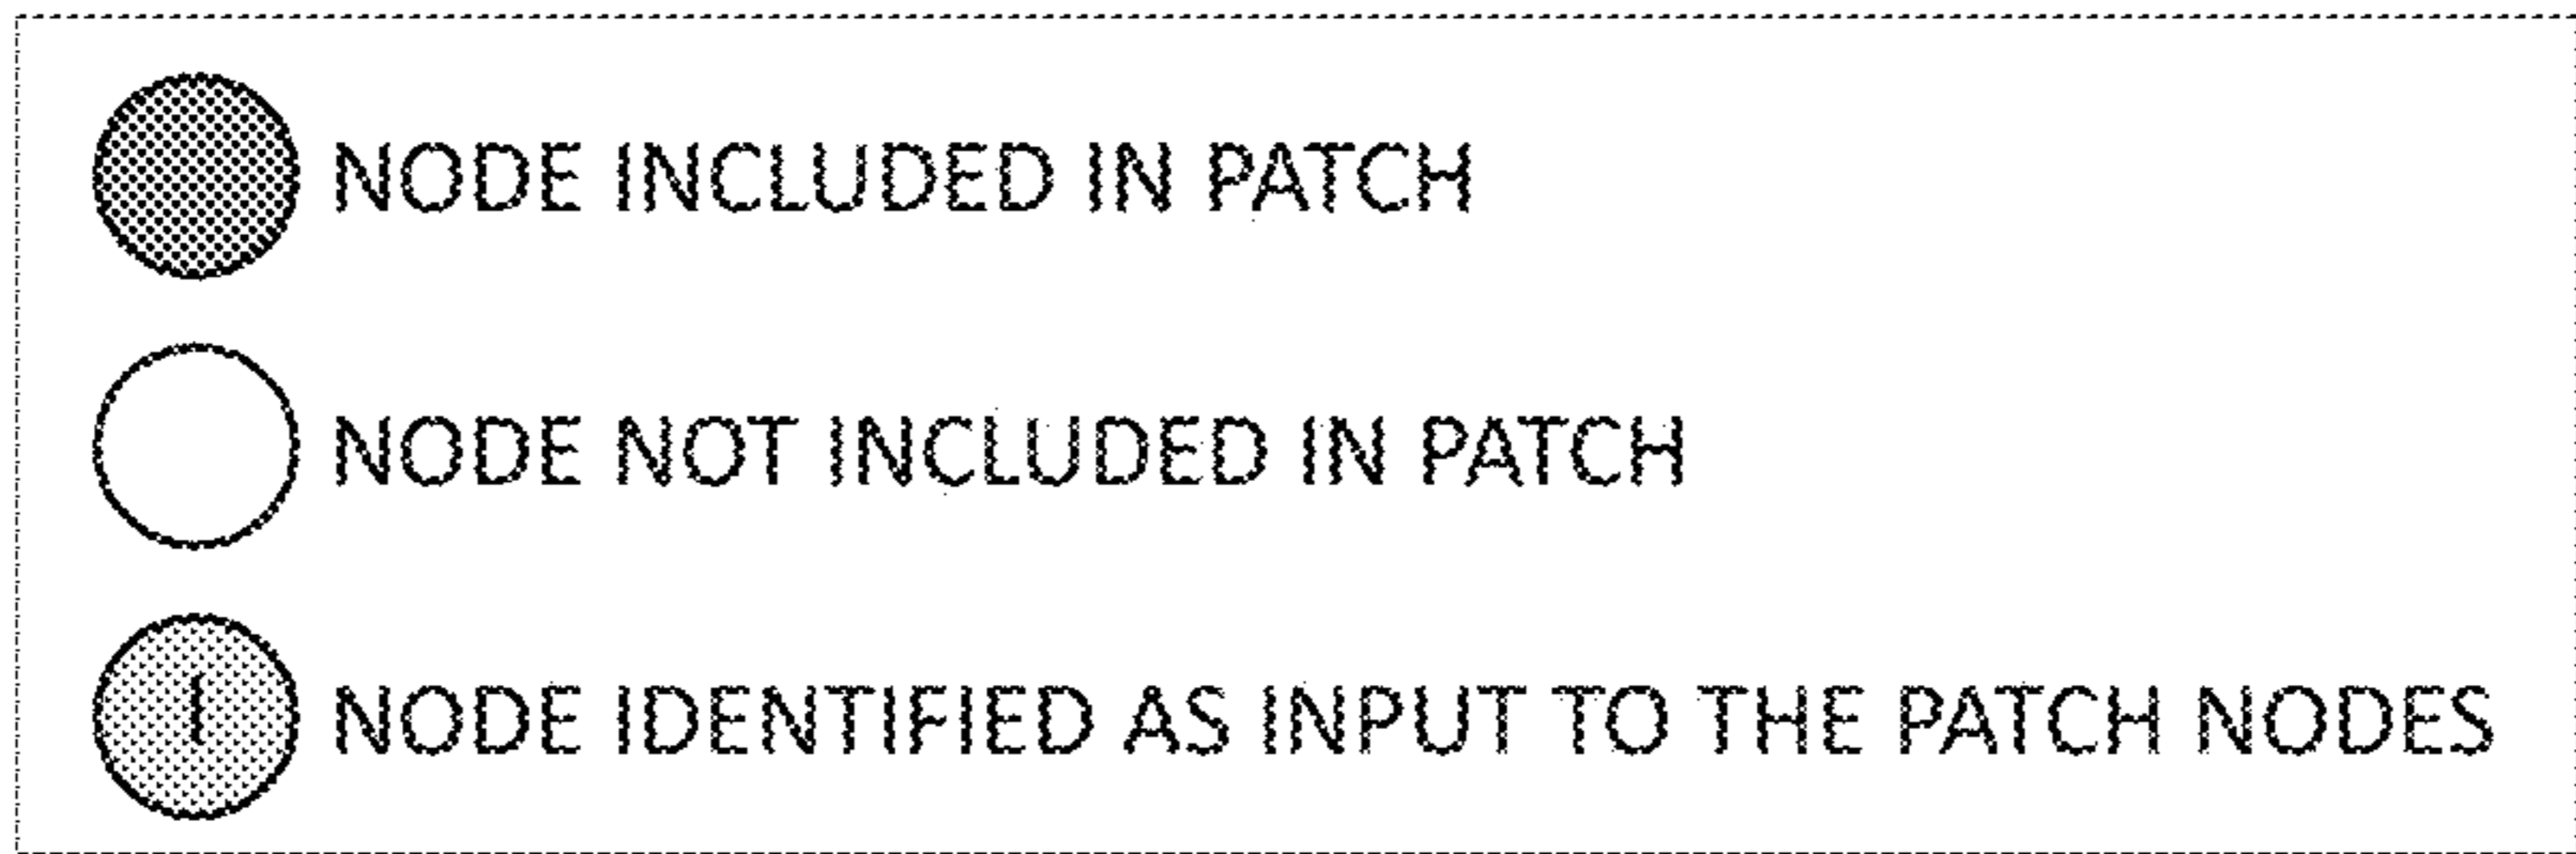 NODE INCLUDED IN PATCH
NODE NOT INCLUDED IN PATCH
I NODE IDENTIFIED AS INPUT TO THE PATCH NODES